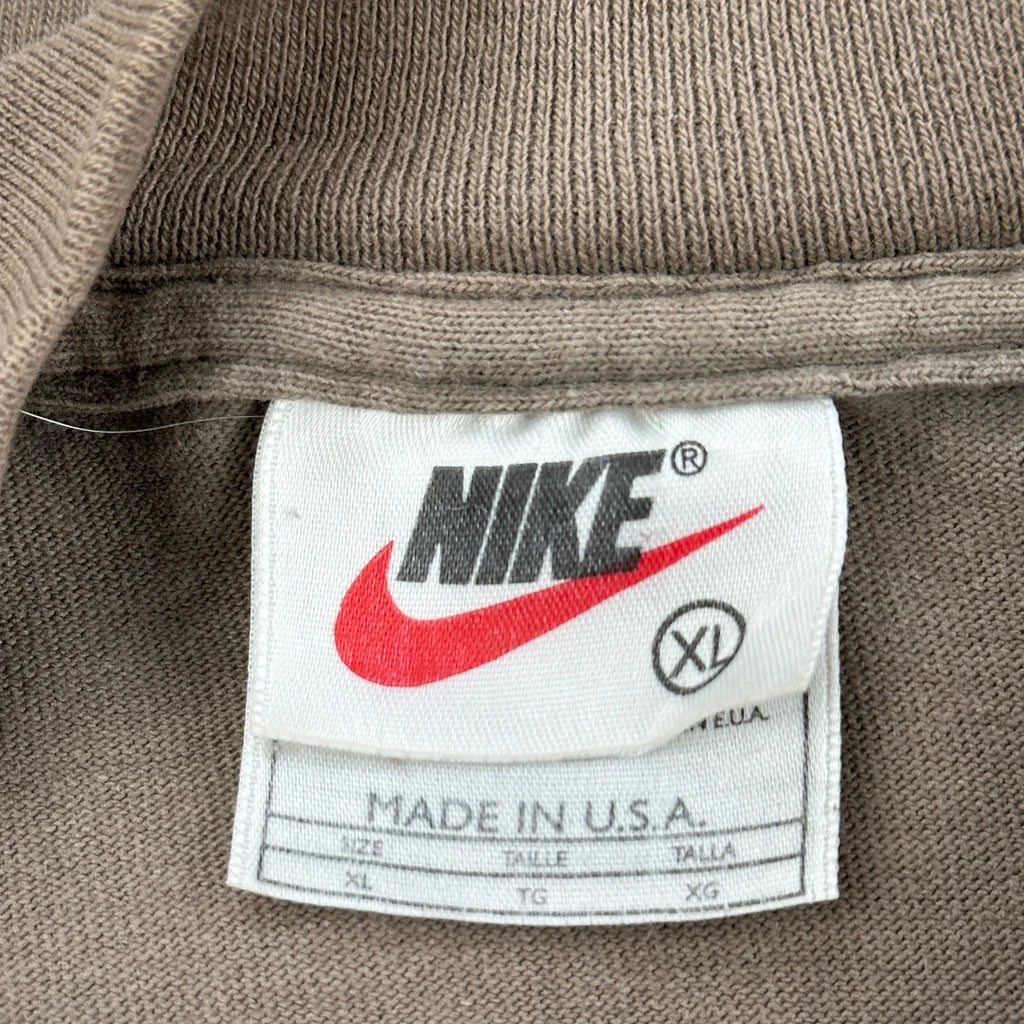 NIKE®
XL
N E.U.A.
MADE IN U.S.A.
SIZE TAILLE TALLA
XL TG XG